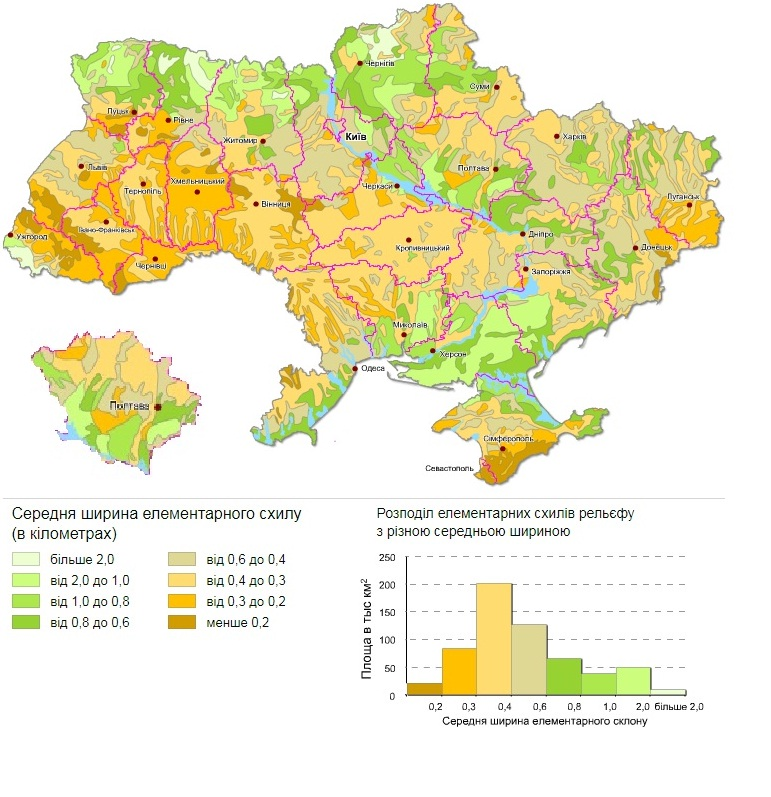 Чернігів
Суми
Луцьк
Рівне
Київ
Житомир
Харків
Львів
Полтава
Хмельницький
Тернопіль
Черкаси
Луганськ
Вінниця
Івано-Франківськ
Ужгород
Дніпро
Кропивницький
Донецьк
Чернівці
Запоріжжя
Миколаїв
Херсон
Одеса
Полтава
Сімферополь
Севастополь
Середня ширина елементарного схилу
(в кілометрах)
більше 2,0
від 2,0 до 1,0
від 1,0 до 0,8
від 0,8 до 0,6
від 0,6 до 0,4
від 0,4 до 0,3
від 0,3 до 0,2
менше 0,2
Розподіл елементарних схилів рельєфу
з різною середньою шириною
Площа в тыс км2
250
200
150
100
50
0
0,2 0,3 0,4 0,6 0,8 1,0 2,0 більше 2,0
Середня ширина елементарного склону